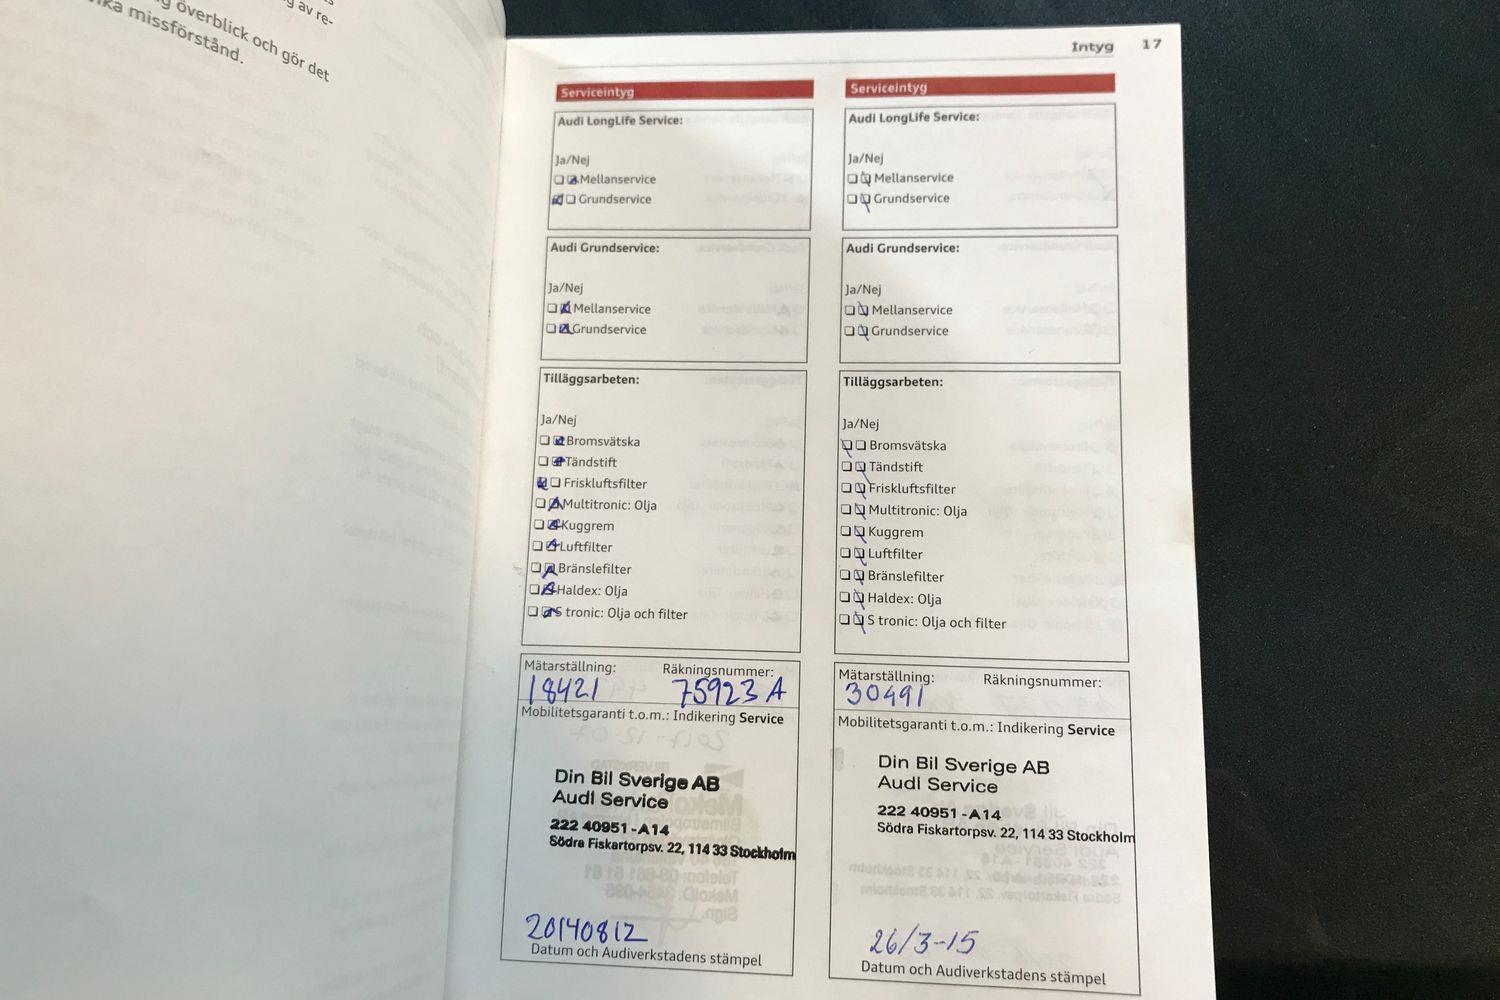 g av re-
g överblick och gör det
ika missförstånd.
Intyg 17
Serviceintyg
Audi LongLife Service:
Ja/Nej
Mellanservice
Grundservice
Audi Grundservice:
Ja/Nej
Mellanservice
Grundservice
Tilläggsarbeten:
Ja/Nej
Bromsvätska
Tändstift
Friskluftsfilter
Multitronic: Olja
Kuggrem
Luftfilter
Bränslefilter
Haldex: Olja
S tronic: Olja och filter
Mätarställning: Räkningsnummer:
18421 75923 A
Mobilitetsgaranti t.o.m.: Indikering Service
Din Bil Sverige AB
Audi Service
222 40951 -A14
Södra Fiskartorpsv. 22, 114 33 Stockholm
20140812
Datum och Audiverkstadens stämpel
Serviceintyg
Audi LongLife Service:
Ja/Nej
Mellanservice
Grundservice
Audi Grundservice:
Ja/Nej
Mellanservice
Grundservice
Tilläggsarbeten:
Ja/Nej
Bromsvätska
Tändstift
Friskluftsfilter
Multitronic: Olja
Kuggrem
Luftfilter
Bränslefilter
Haldex: Olja
S tronic: Olja och filter
Mätarställning: Räkningsnummer:
30491
Mobilitetsgaranti t.o.m.: Indikering Service
Din Bil Sverige AB
Audi Service
222 40951 -A14
Södra Fiskartorpsv. 22, 114 33 Stockholm
26/3-15
Datum och Audiverkstadens stämpel